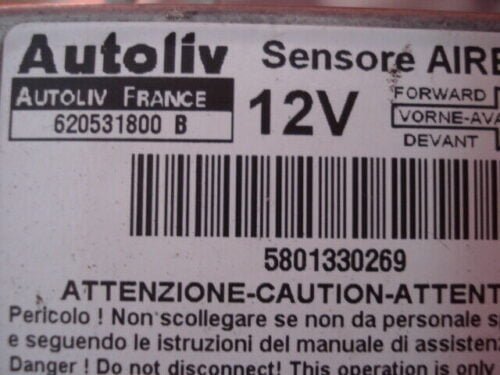 Autoliv Sensore
AUTOLIV FRANCE
620531800 B
12V
FORWARD
DEVANT
5801330269
ATTENZIONE-CAUTION-
Pericolo ! Non scollegare se non da personale
e seguendo le istruzioni del manuale di
Danger ! Do not disconnect! This operation is only